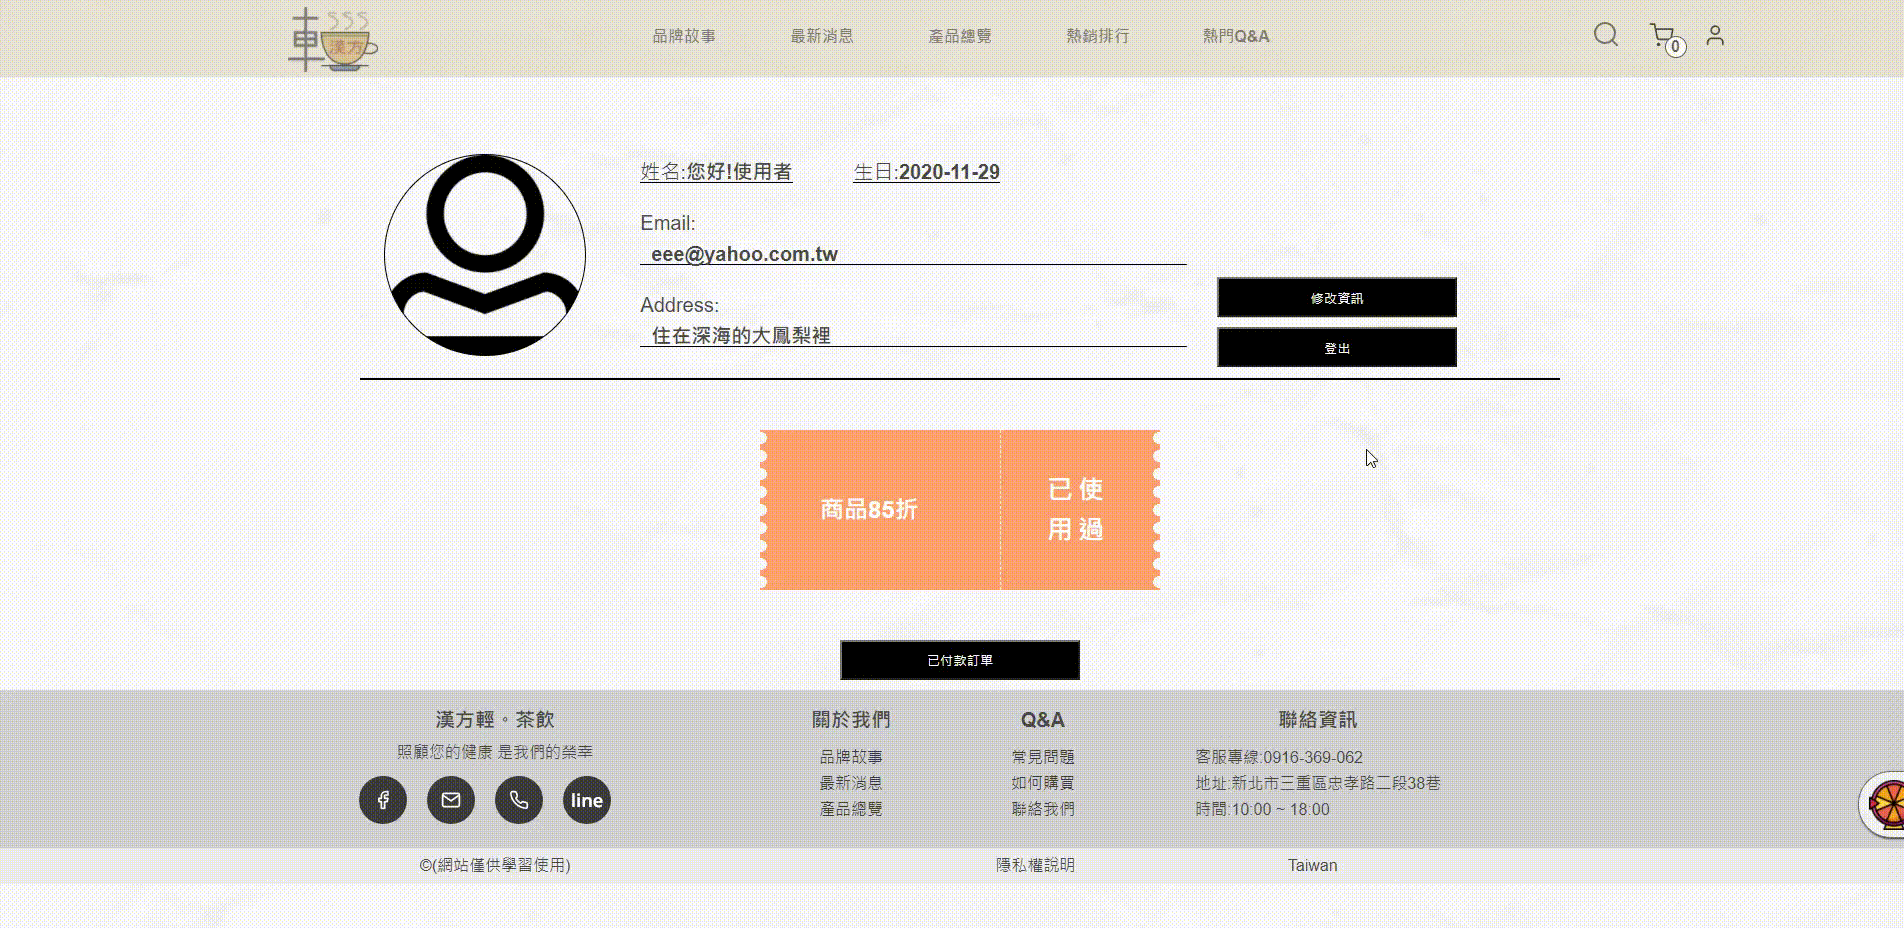 車
漢方
品牌故事
最新消息
產品總覽
熱銷排行
熱門Q&A
0
姓名:您好!使用者
生日:2020-11-29
Email:
eee@yahoo.com.tw
Address:
住在深海的大鳳梨裡
修改資訊
登出
商品85折
已使
用過
已付款訂單
漢方輕。茶飲
照顧您的健康 是我們的榮幸
line
關於我們
品牌故事
最新消息
產品總覽
Q&A
常見問題
如何購買
聯絡我們
聯絡資訊
客服專線:0916-369-062
地址:新北市三重區忠孝路二段38巷
時間:10:00 ~ 18:00
©(網站僅供學習使用)
隱私權說明
Taiwan